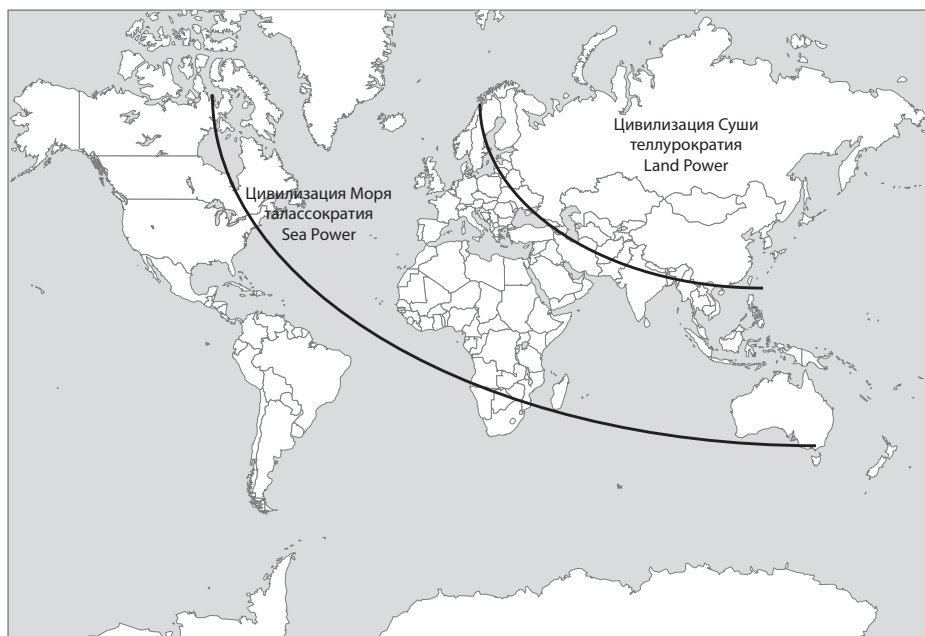 Цивилизация Суши
теллурократия
Land Power
Цивилизация Моря
талассократия
Sea Power